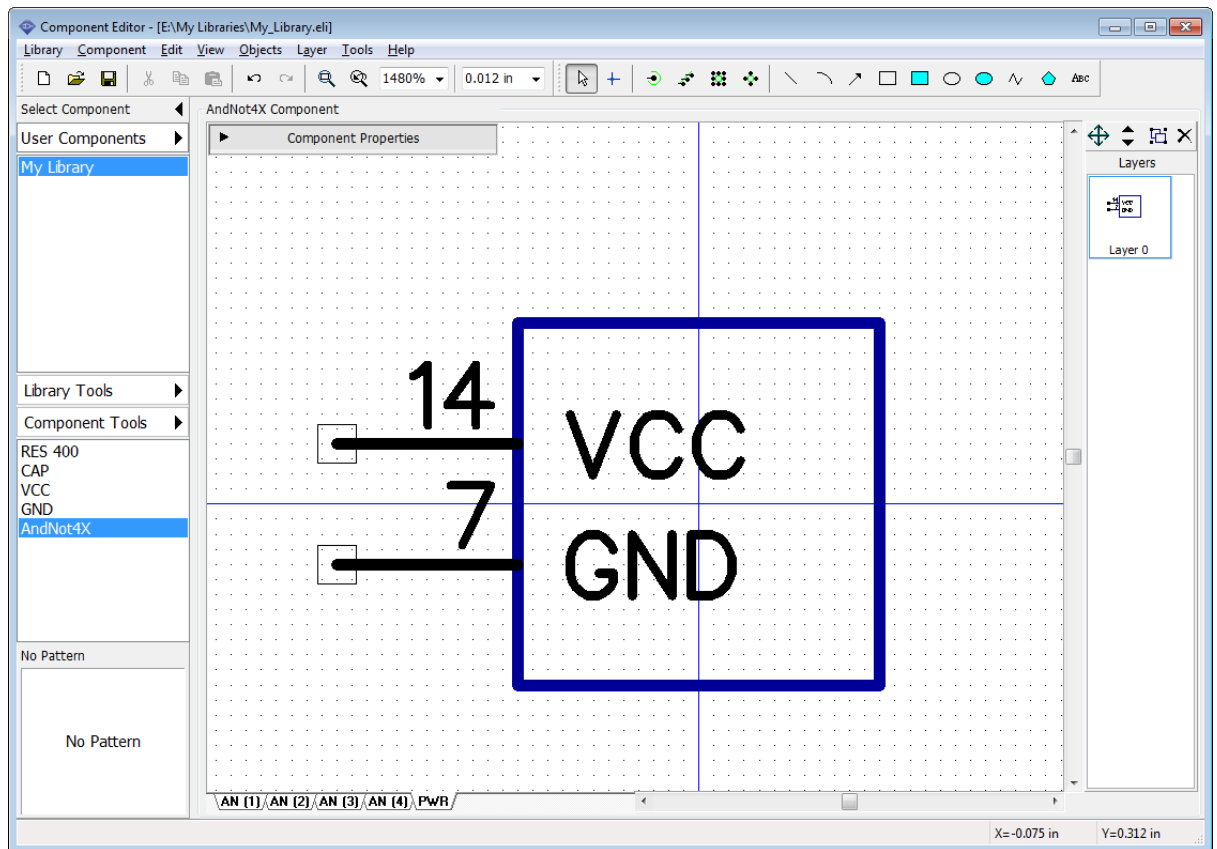 Component Editor - [E:\My Libraries\My_Library.eli]
Library Component Edit View Objects Layer Tools Help
1480% 0.012 in ABC
Select Component
AndNot4X Component
User Components
Component Properties
My Library
Layers
VCC
GND
Layer 0
14
VCC
7
GND
Library Tools
Component Tools
RES 400
CAP
VCC
GND
AndNot4X
No Pattern
No Pattern
AN (1) AN (2) AN (3) AN (4) PWR
X=-0.075 in Y=0.312 in